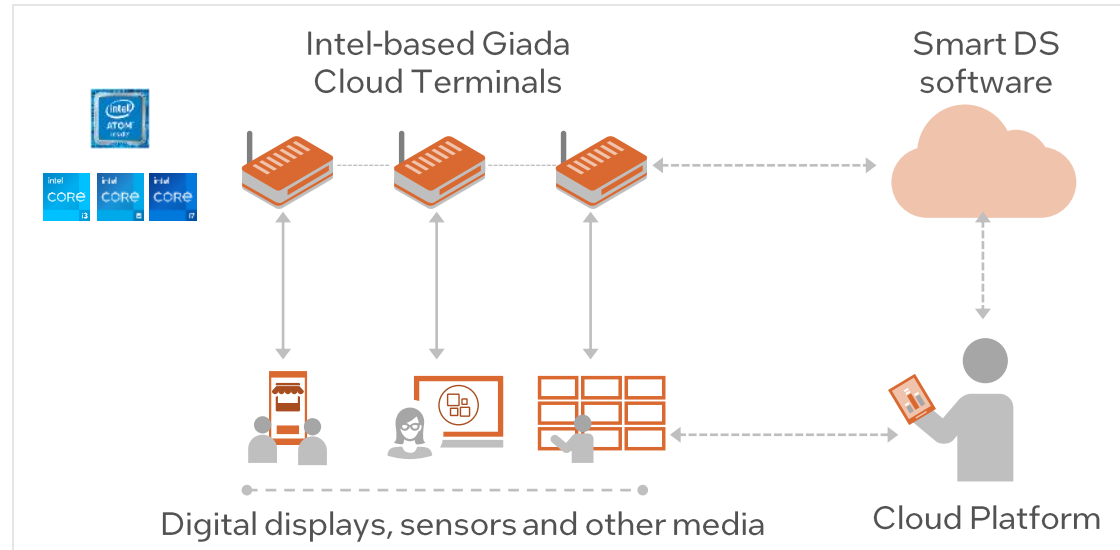 Intel-based Giada
Cloud Terminals
Smart DS
software
intel
ATOM
inside
intel
CORE
i3
intel
CORE
i5
intel
CORE
i7
Digital displays, sensors and other media
Cloud Platform